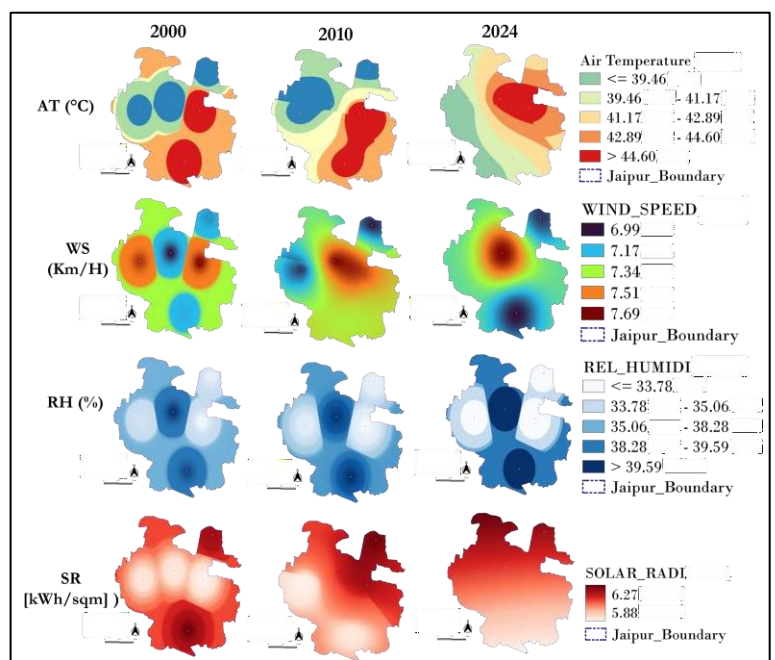 2000 2010 2024
AT (°C)
Air Temperature
<= 39.46
39.46 - 41.17
41.17 - 42.89
42.89 - 44.60
> 44.60
Jaipur_Boundary
WS
(Km/H)
WIND_SPEED
6.99
7.17
7.34
7.51
7.69
Jaipur_Boundary
RH (%)
REL_HUMIDI
<= 33.78
33.78 - 35.06
35.06 - 38.28
38.28 - 39.59
> 39.59
Jaipur_Boundary
SR
[kWh/sqm] )
SOLAR_RADI
6.27
5.88
Jaipur_Boundary